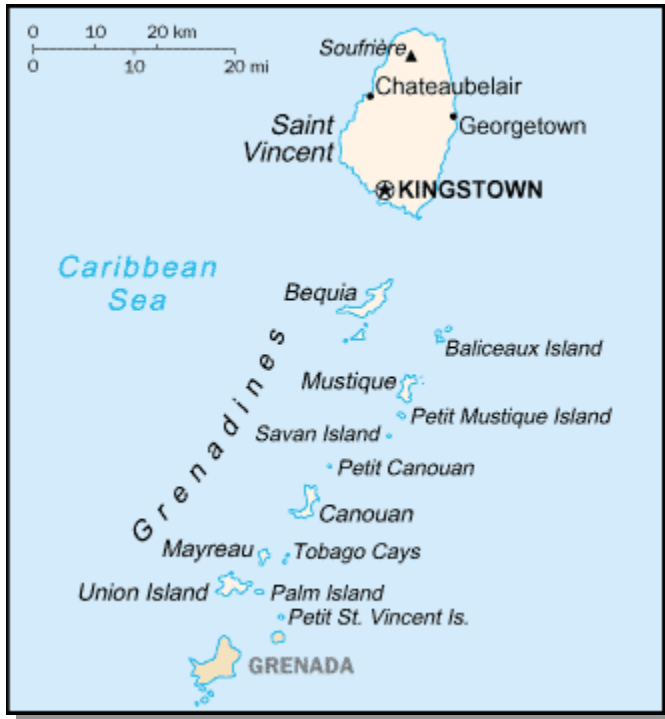 0 10 20 km
0 10 20 mi
Soufrière
Chateaubelair
Georgetown
Saint
Vincent
KINGSTOWN
Caribbean
Sea
Bequia
Baliceaux Island
Grenadines
Mustique
Petit Mustique Island
Savan Island
Petit Canouan
Canouan
Mayreau
Tobago Cays
Union Island
Palm Island
Petit St. Vincent Is.
GRENADA